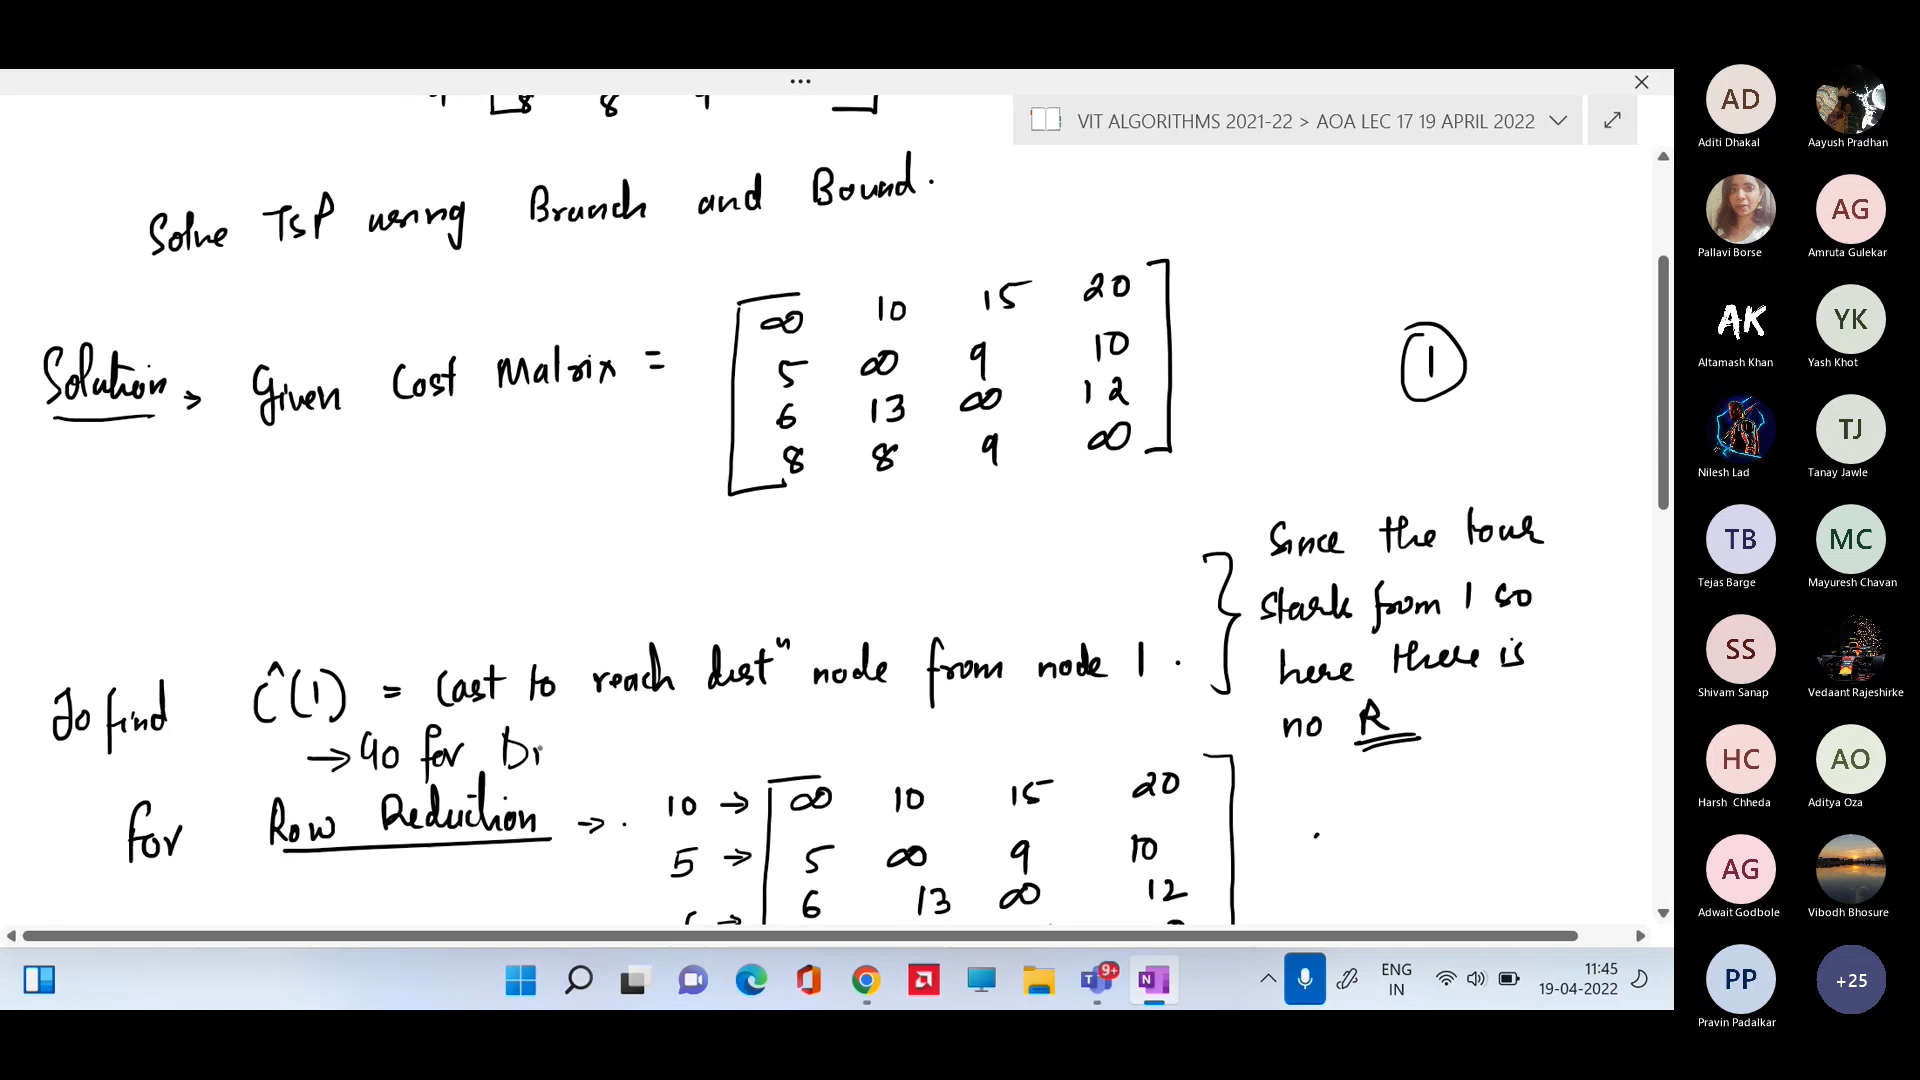 8 8 9
VIT ALGORITHMS 2021-22 > AOA LEC 17 19 APRIL 2022
Solve TSP using Branch and Bound.
Solution → Given Cost Matrix =
∞ 10 15 20
5 ∞ 9 10
6 13 ∞ 12
8 8 9 ∞
1
Since the tour
starts from 1 so
here there is
no R
To find ĉ(1) = Cost to reach destⁿ node from node 1.
→ Go for Di
for Row Reduction →
10 → ∞ 10 15 20
5 → 5 ∞ 9 10
6 13 ∞ 12
AD
Aditi Dhakal
Aayush Pradhan
Pallavi Borse
AG
Amruta Gulekar
AK
Altamash Khan
YK
Yash Khot
Nilesh Lad
TJ
Tanay Jawle
TB
Tejas Barge
MC
Mayuresh Chavan
SS
Shivam Sanap
Vedaant Rajeshirke
HC
Harsh Chheda
AO
Aditya Oza
AG
Adwait Godbole
Vibodh Bhosure
PP
Pravin Padalkar
+25
9+
T
N
ENG
IN
11:45
19-04-2022